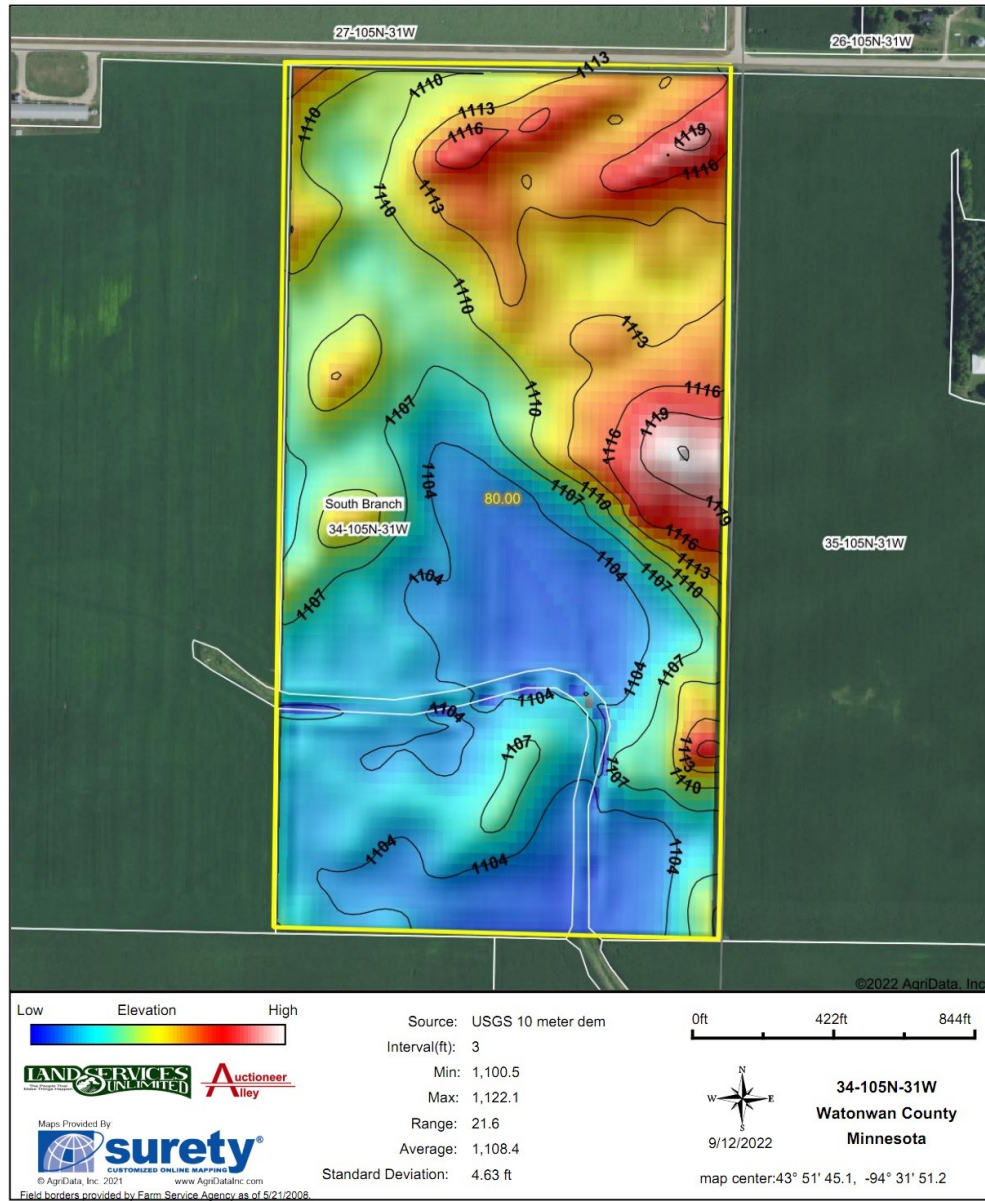 27-105N-31W
26-105N-31W
1113
1110
1110
1113
1116
1119
1116
1110
1113
1110
1113
1116
1110
1107
1119
1116
1104
80.00
1107
1110
1179
South Branch
34-105N-31W
1116
35-105N-31W
1113
1104
1107
1110
1104
1107
1107
1104
1104
1104
1107
1113
1107
1110
1104
1104
1104
©2022 AgriData, Inc
Low Elevation High
LAND SERVICES UNLIMITED
Auctioneer Alley
Maps Provided By
surety®
CUSTOMIZED ONLINE MAPPING
© AgriData, Inc. 2021 www.AgriDataInc.com
Field borders provided by Farm Service Agency as of 5/21/2008.
Source: USGS 10 meter dem
Interval(ft): 3
Min: 1,100.5
Max: 1,122.1
Range: 21.6
Average: 1,108.4
Standard Deviation: 4.63 ft
0ft 422ft 844ft
N
W E
S
9/12/2022
34-105N-31W
Watonwan County
Minnesota
map center:43° 51' 45.1, -94° 31' 51.2